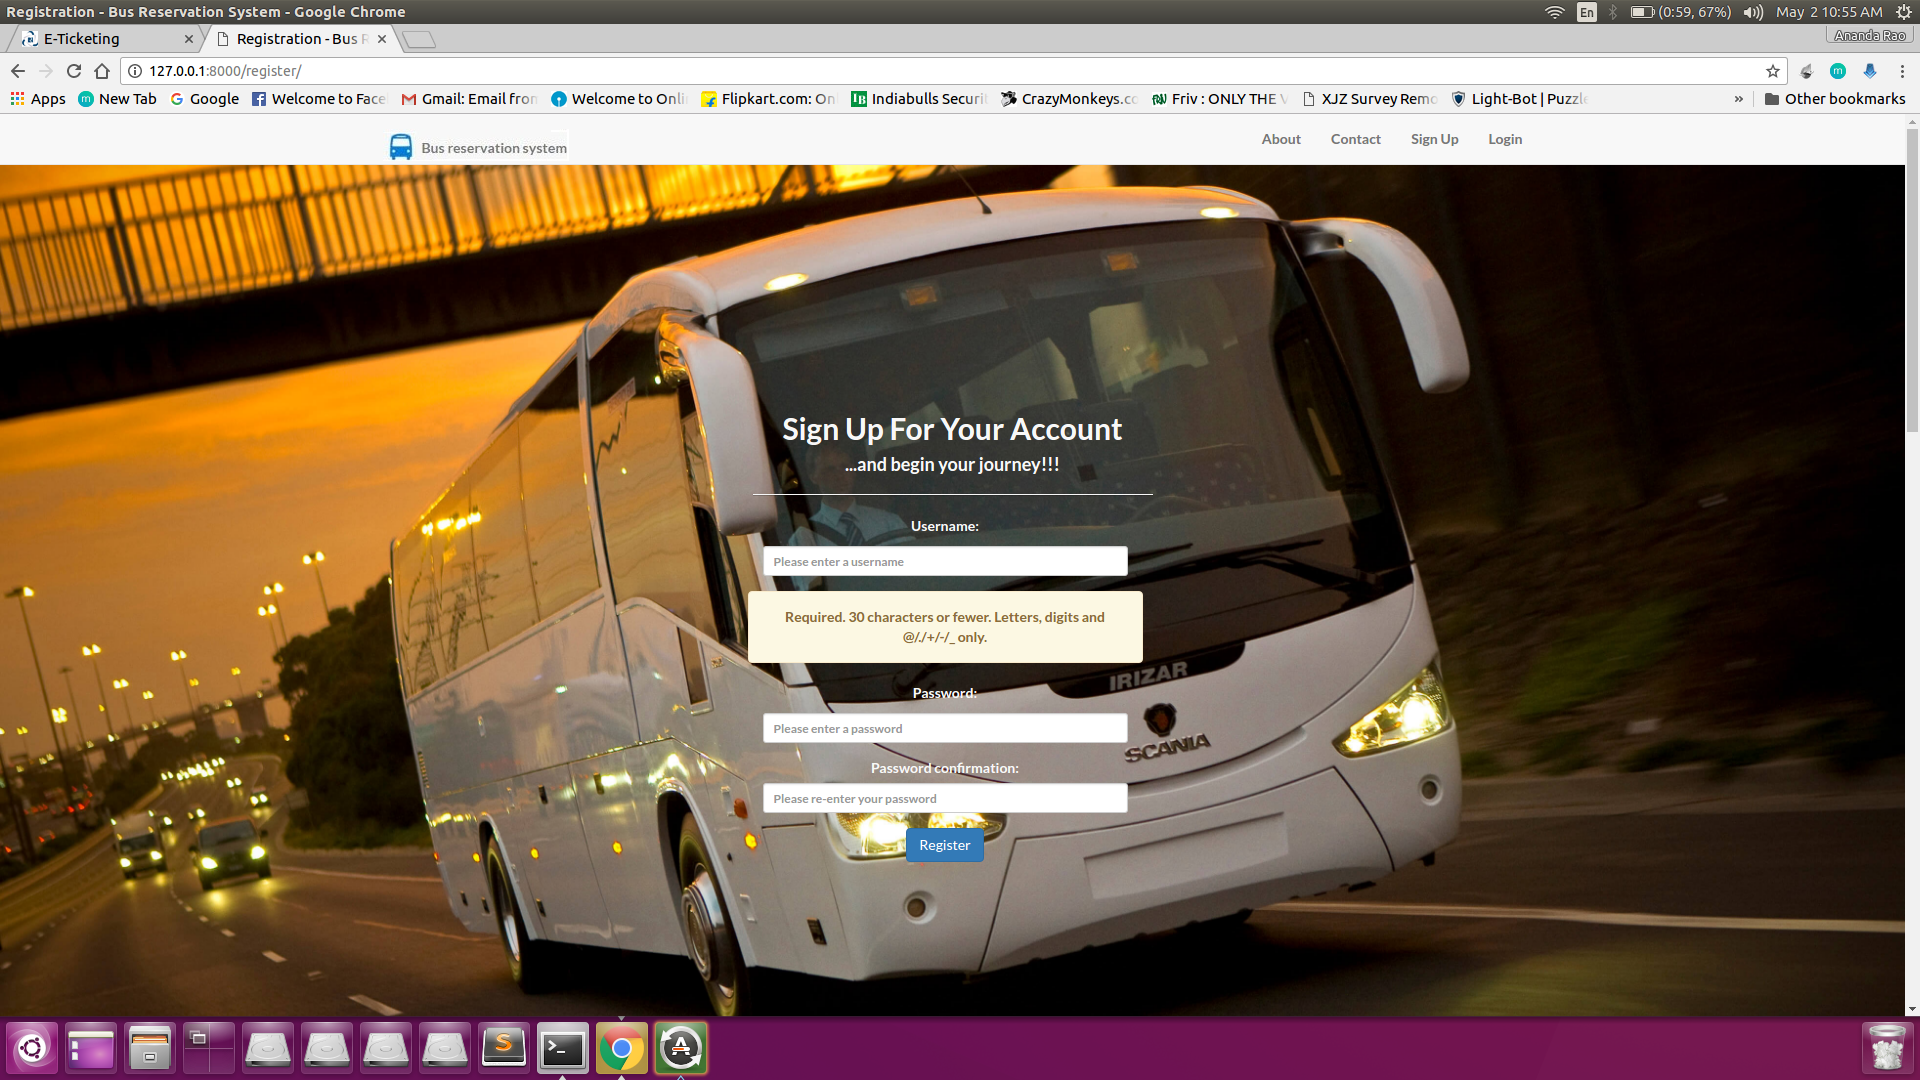 Registration - Bus Reservation System - Google Chrome
En
(0:59, 67%)
May 2 10:55 AM
E-Ticketing
Registration - Bus R
Ananda Rao
127.0.0.1:8000/register/
Apps
New Tab
Google
Welcome to Face
Gmail: Email from
Welcome to Onli
Flipkart.com: Onl
Indiabulls Securit
CrazyMonkeys.co
Friv : ONLY THE
XJZ Survey Remo
Light-Bot | Puzzle
»
Other bookmarks
Bus reservation system
About
Contact
Sign Up
Login
Sign Up For Your Account
...and begin your journey!!!
Username:
Please enter a username
Required. 30 characters or fewer. Letters, digits and
@/./+/-/_ only.
IRIZAR
Password:
Please enter a password
SCANIA
Password confirmation:
Please re-enter your password
Register